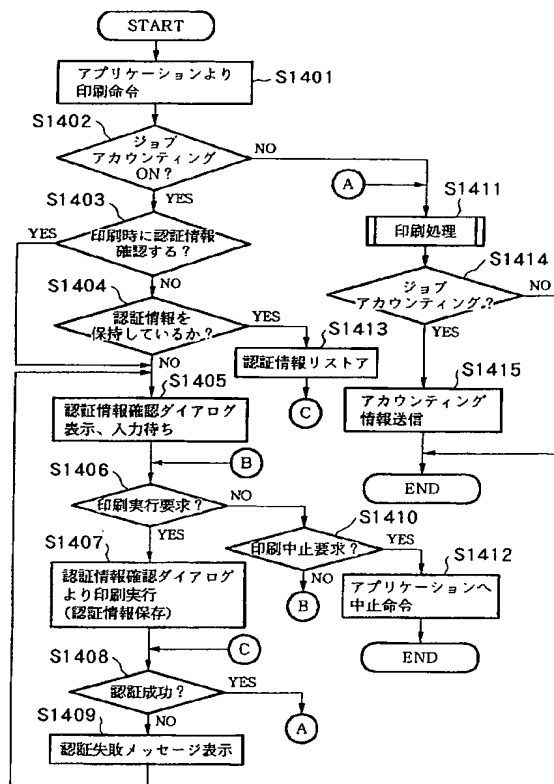 START
アプリケーションより
印刷命令
S1401
S1402
ジョブ
アカウンティング
ON？
NO
YES
A
S1403
印刷時に認証情報
確認する？
YES
NO
S1411
印刷処理
S1404
認証情報を
保持しているか？
YES
NO
S1413
認証情報リストア
C
S1414
ジョブ
アカウンティング？
NO
YES
S1405
認証情報確認ダイアログ
表示、入力待ち
S1415
アカウンティング
情報送信
END
B
S1406
印刷実行要求？
NO
YES
S1410
印刷中止要求？
YES
NO
B
S1407
認証情報確認ダイアログ
より印刷実行
（認証情報保存）
S1412
アプリケーションへ
中止命令
END
C
S1408
認証成功？
YES
NO
A
S1409
認証失敗メッセージ表示